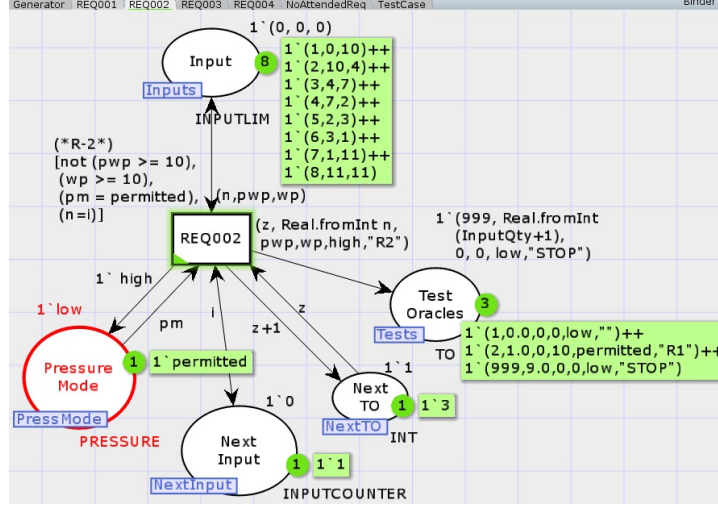 Generator REQ001 REQ002 REQ003 REQ004 NoAttendedReq TestCase Binder
1`(0, 0, 0)
Input
8
Inputs
INPUTLIM
1`(1,0,10)++
1`(2,10,4)++
1`(3,4,7)++
1`(4,7,2)++
1`(5,2,3)++
1`(6,3,1)++
1`(7,1,11)++
1`(8,11,11)
(*R-2*)
[not (pwp >= 10),
(wp >= 10),
(pm = permitted),
(n=i)]
(n,pwp,wp)
REQ002
(z, Real.fromInt n,
pwp,wp,high,"R2")
1`(999, Real.fromInt
(InputQty+1),
0, 0, low,"STOP")
1` high
pm
i
z+1
z
1`low
Pressure
Mode
1
1`permitted
PressMode
PRESSURE
1`0
Next
Input
1
1`1
NextInput
INPUTCOUNTER
1`1
Next
TO
1
1`3
NextTO
INT
Test
Oracles
3
Tests
TO
1`(1,0.0,0,0,low,"")++
1`(2,1.0,0,10,permitted,"R1")++
1`(999,9.0,0,0,low,"STOP")